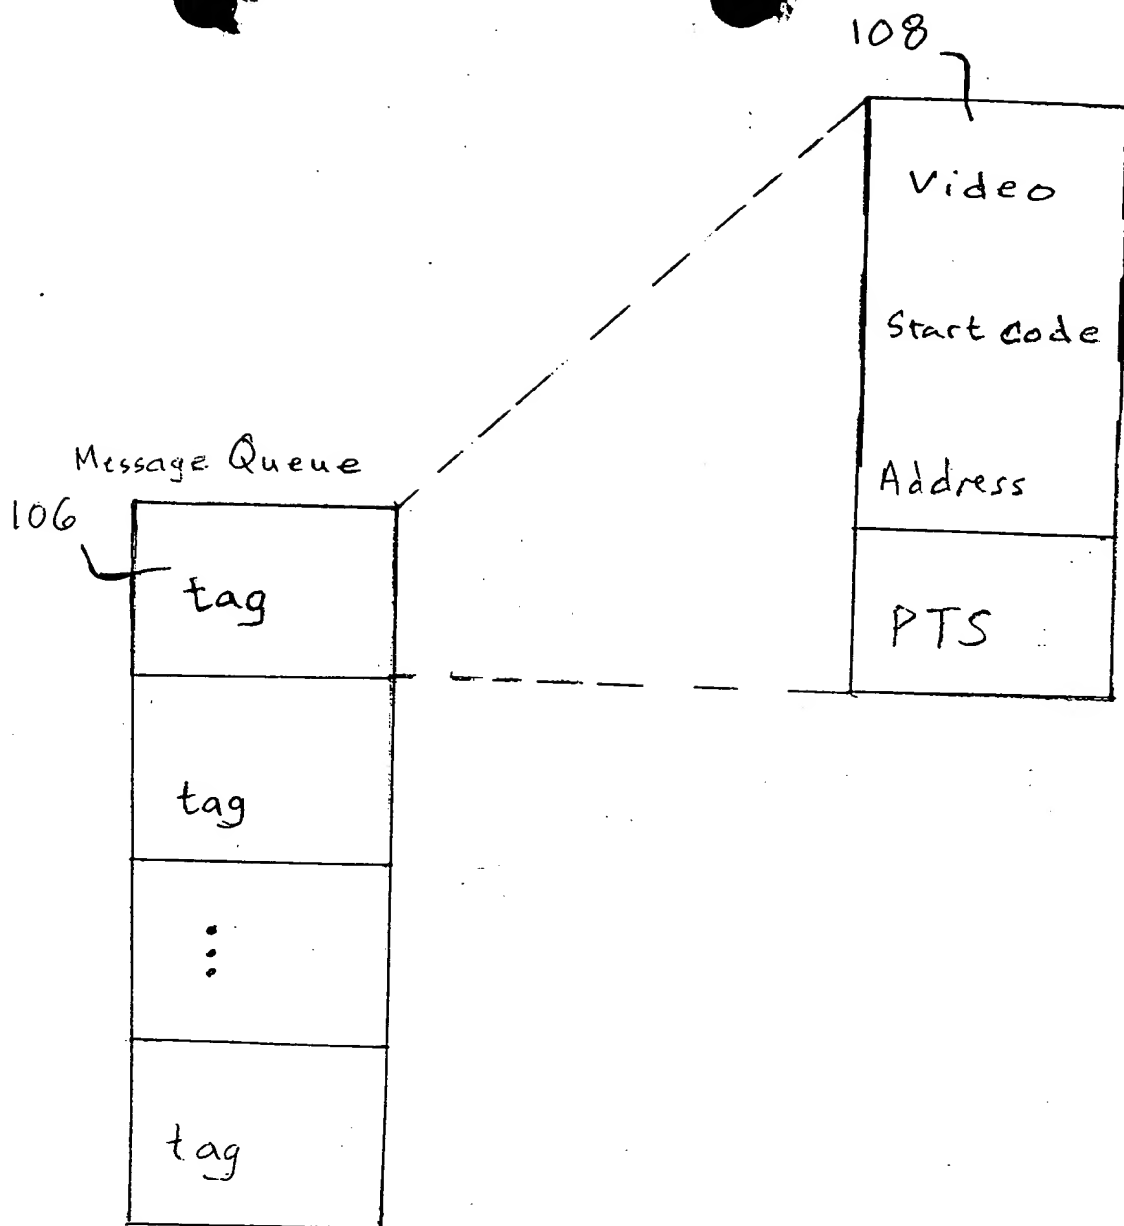 108
Video
Start code
Address
PTS
Message Queue
106
tag
tag
tag